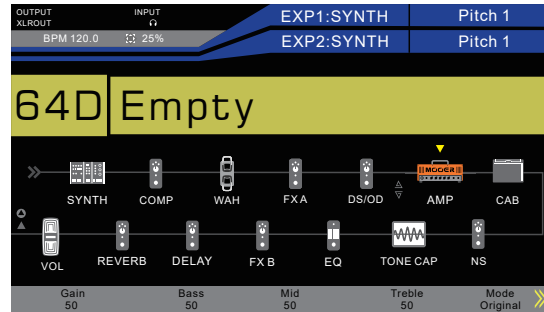 OUTPUT INPUT EXP1:SYNTH Pitch 1
XLROUT
BPM 120.0 25% EXP2:SYNTH Pitch 1
64D Empty
MOOER
SYNTH COMP WAH FX A DS/OD AMP CAB
VOL REVERB DELAY FX B EQ TONE CAP NS
Gain Bass Mid Treble Mode
50 50 50 50 Original